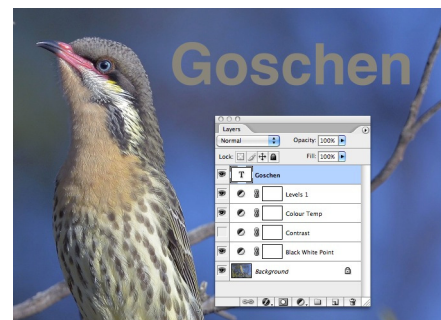 Goschen
Layers
Normal Opacity: 100%
Lock: Fill: 100%
T Goschen
Levels 1
Colour Temp
Contrast
Black White Point
Background